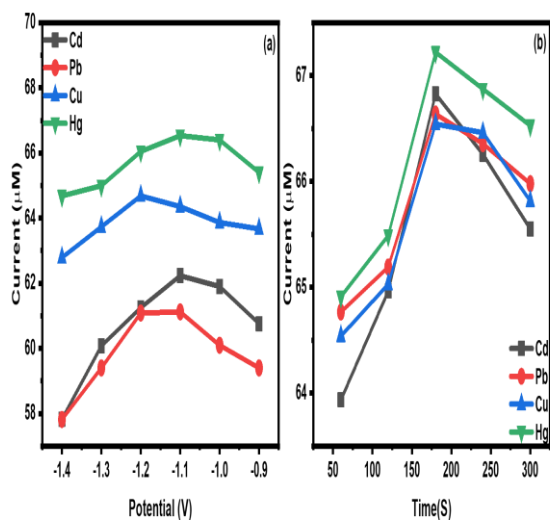 (a)
Cd
Pb
Cu
Hg
Current (μM)
70
68
66
64
62
60
58
-1.4 -1.3 -1.2 -1.1 -1.0 -0.9
Potential (V)
(b)
Current (μM)
67
66
65
64
Cd
Pb
Cu
Hg
50 100 150 200 250 300
Time(S)